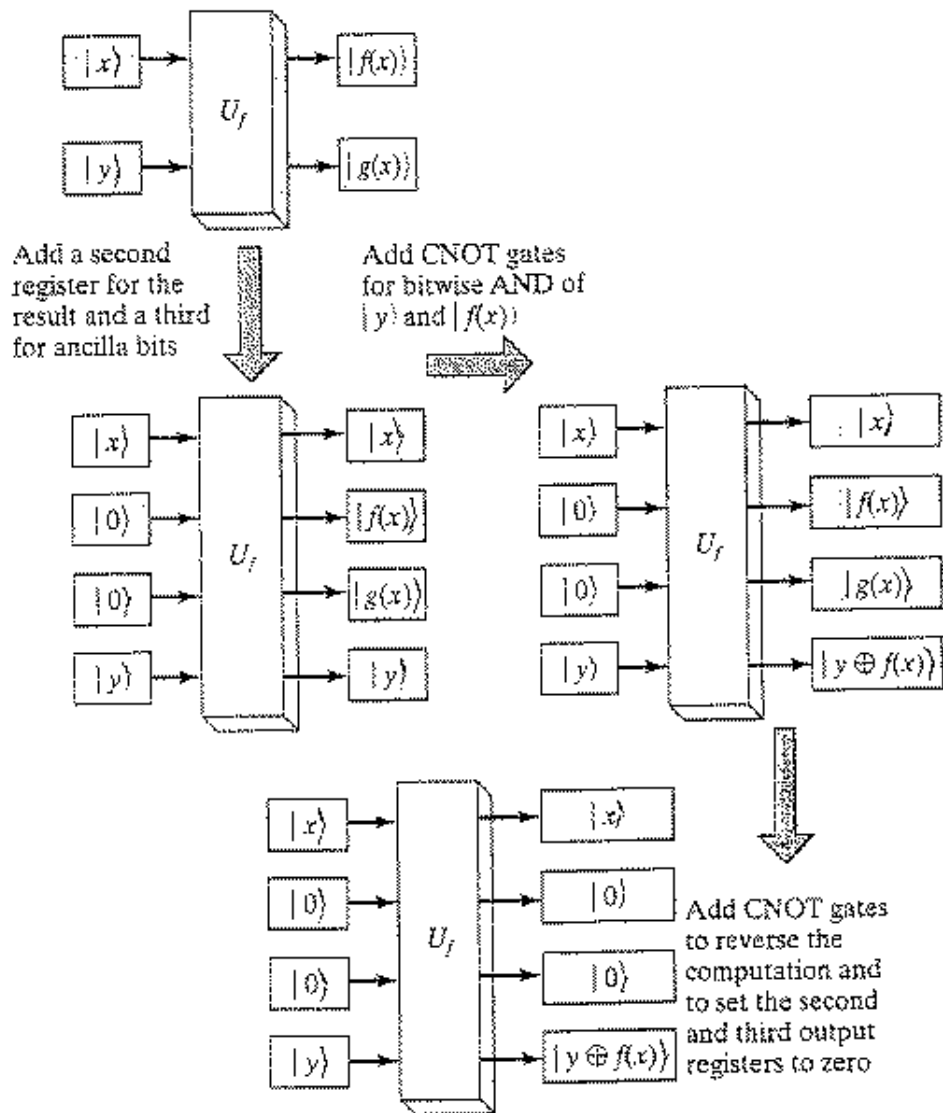 | x⟩
| f(x)⟩
U_f
| y⟩
| g(x)⟩
Add a second
register for the
result and a third
for ancilla bits
Add CNOT gates
for bitwise AND of
| y⟩ and | f(x)⟩
| x⟩
| x⟩
| 0⟩
| f(x)⟩
U_f
| 0⟩
| g(x)⟩
| y⟩
| y⟩
| x⟩
| x⟩
| 0⟩
| f(x)⟩
U_f
| 0⟩
| g(x)⟩
| y⟩
| y ⊕ f(x)⟩
| x⟩
| x⟩
| 0⟩
| 0⟩
U_f
| 0⟩
| 0⟩
| y⟩
| y ⊕ f(x)⟩
Add CNOT gates
to reverse the
computation and
to set the second
and third output
registers to zero